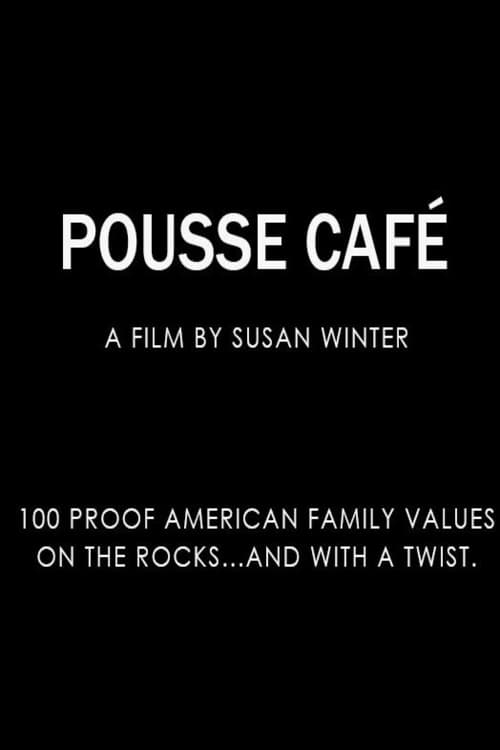 POUSSE CAFÉ
A FILM BY SUSAN WINTER
100 PROOF AMERICAN FAMILY VALUES
ON THE ROCKS...AND WITH A TWIST.